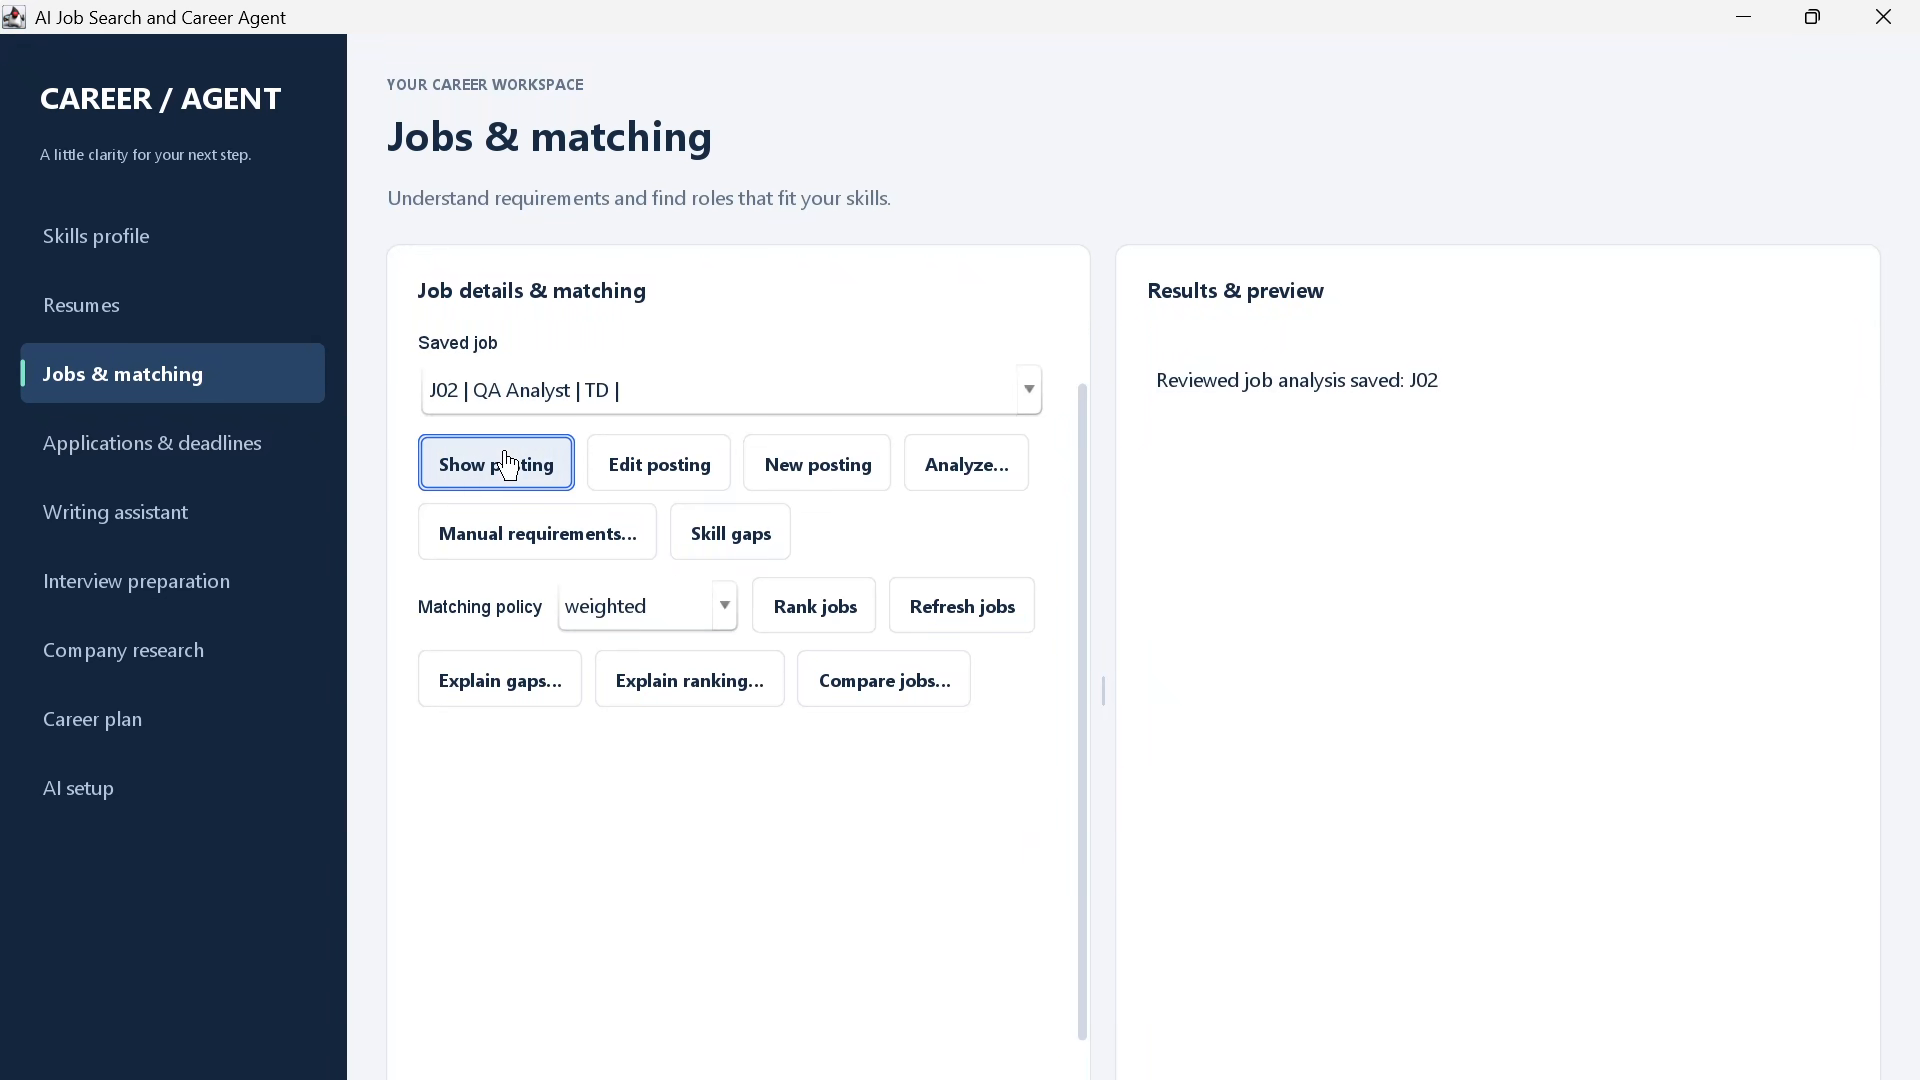 AI Job Search and Career Agent
CAREER / AGENT
A little clarity for your next step.
Skills profile
Resumes
Jobs & matching
Applications & deadlines
Writing assistant
Interview preparation
Company research
Career plan
AI setup
YOUR CAREER WORKSPACE
Jobs & matching
Understand requirements and find roles that fit your skills.
Job details & matching
Saved job
J02 | QA Analyst | TD |
Show posting Edit posting New posting Analyze...
Manual requirements... Skill gaps
Matching policy weighted Rank jobs Refresh jobs
Explain gaps... Explain ranking... Compare jobs...
Results & preview
Reviewed job analysis saved: J02